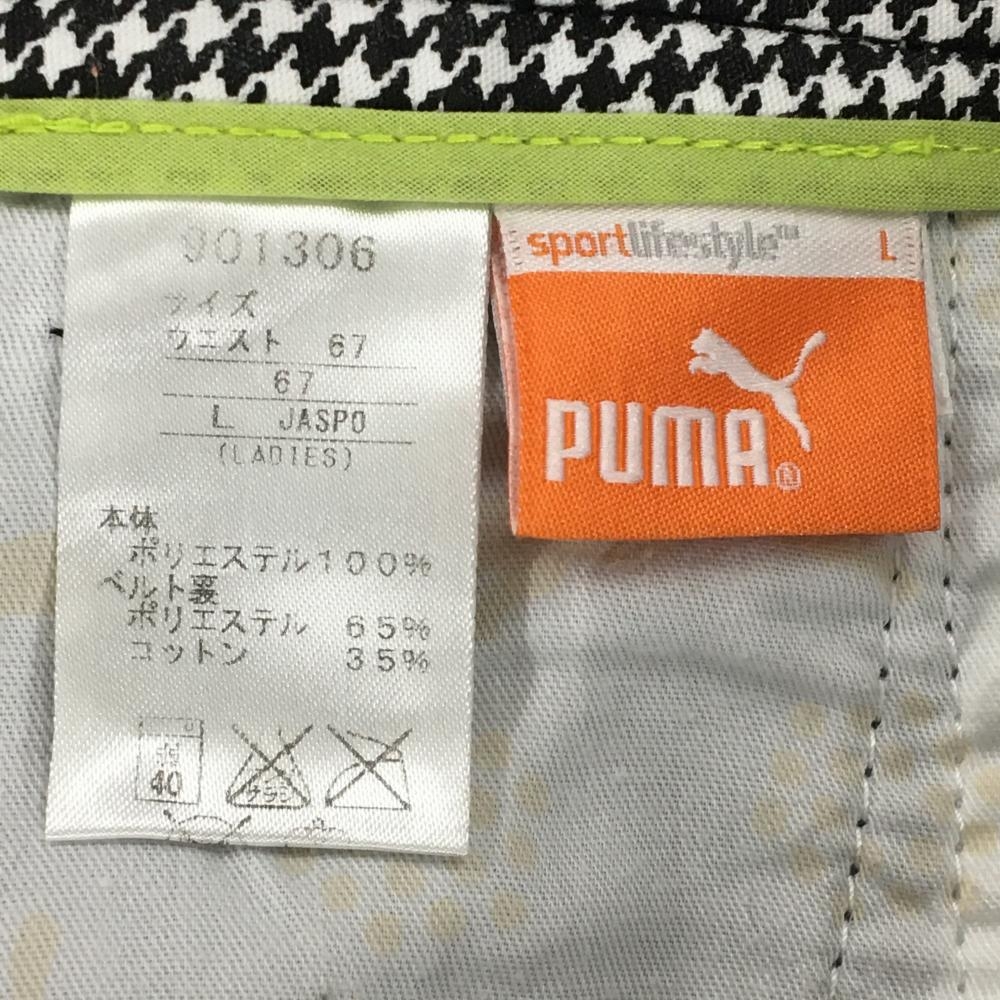 901306
サイズ
ウエスト 67
67
L JASPO
(LADIES)
本体
ポリエステル100%
ベルト裏
ポリエステル 65%
コットン 35%
弱
40
sportlifestyle™ L
PUMA®